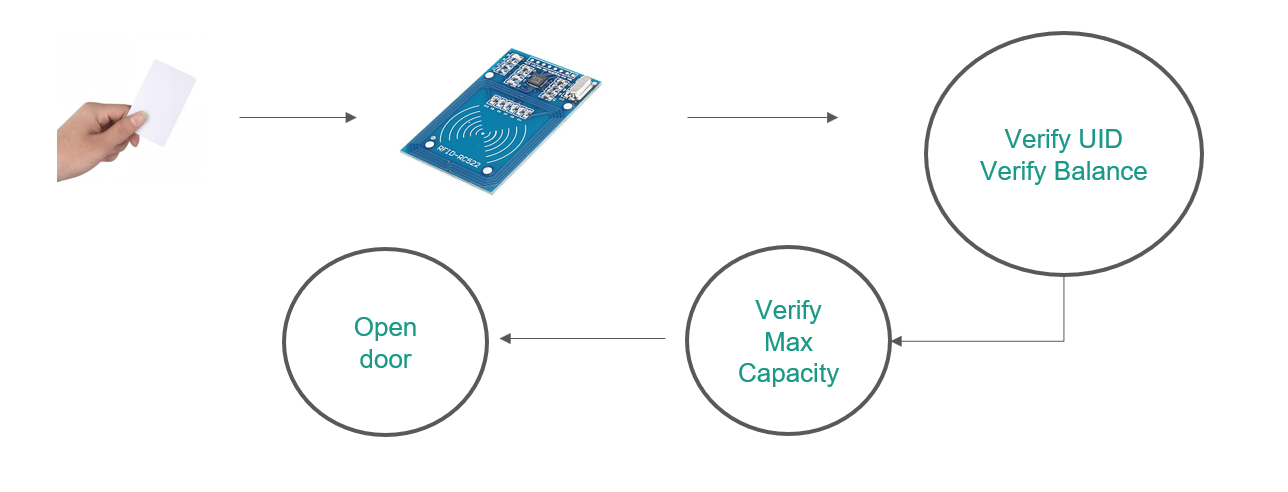 RFID-RC522
Verify UID
Verify Balance
Open
door
Verify
Max
Capacity